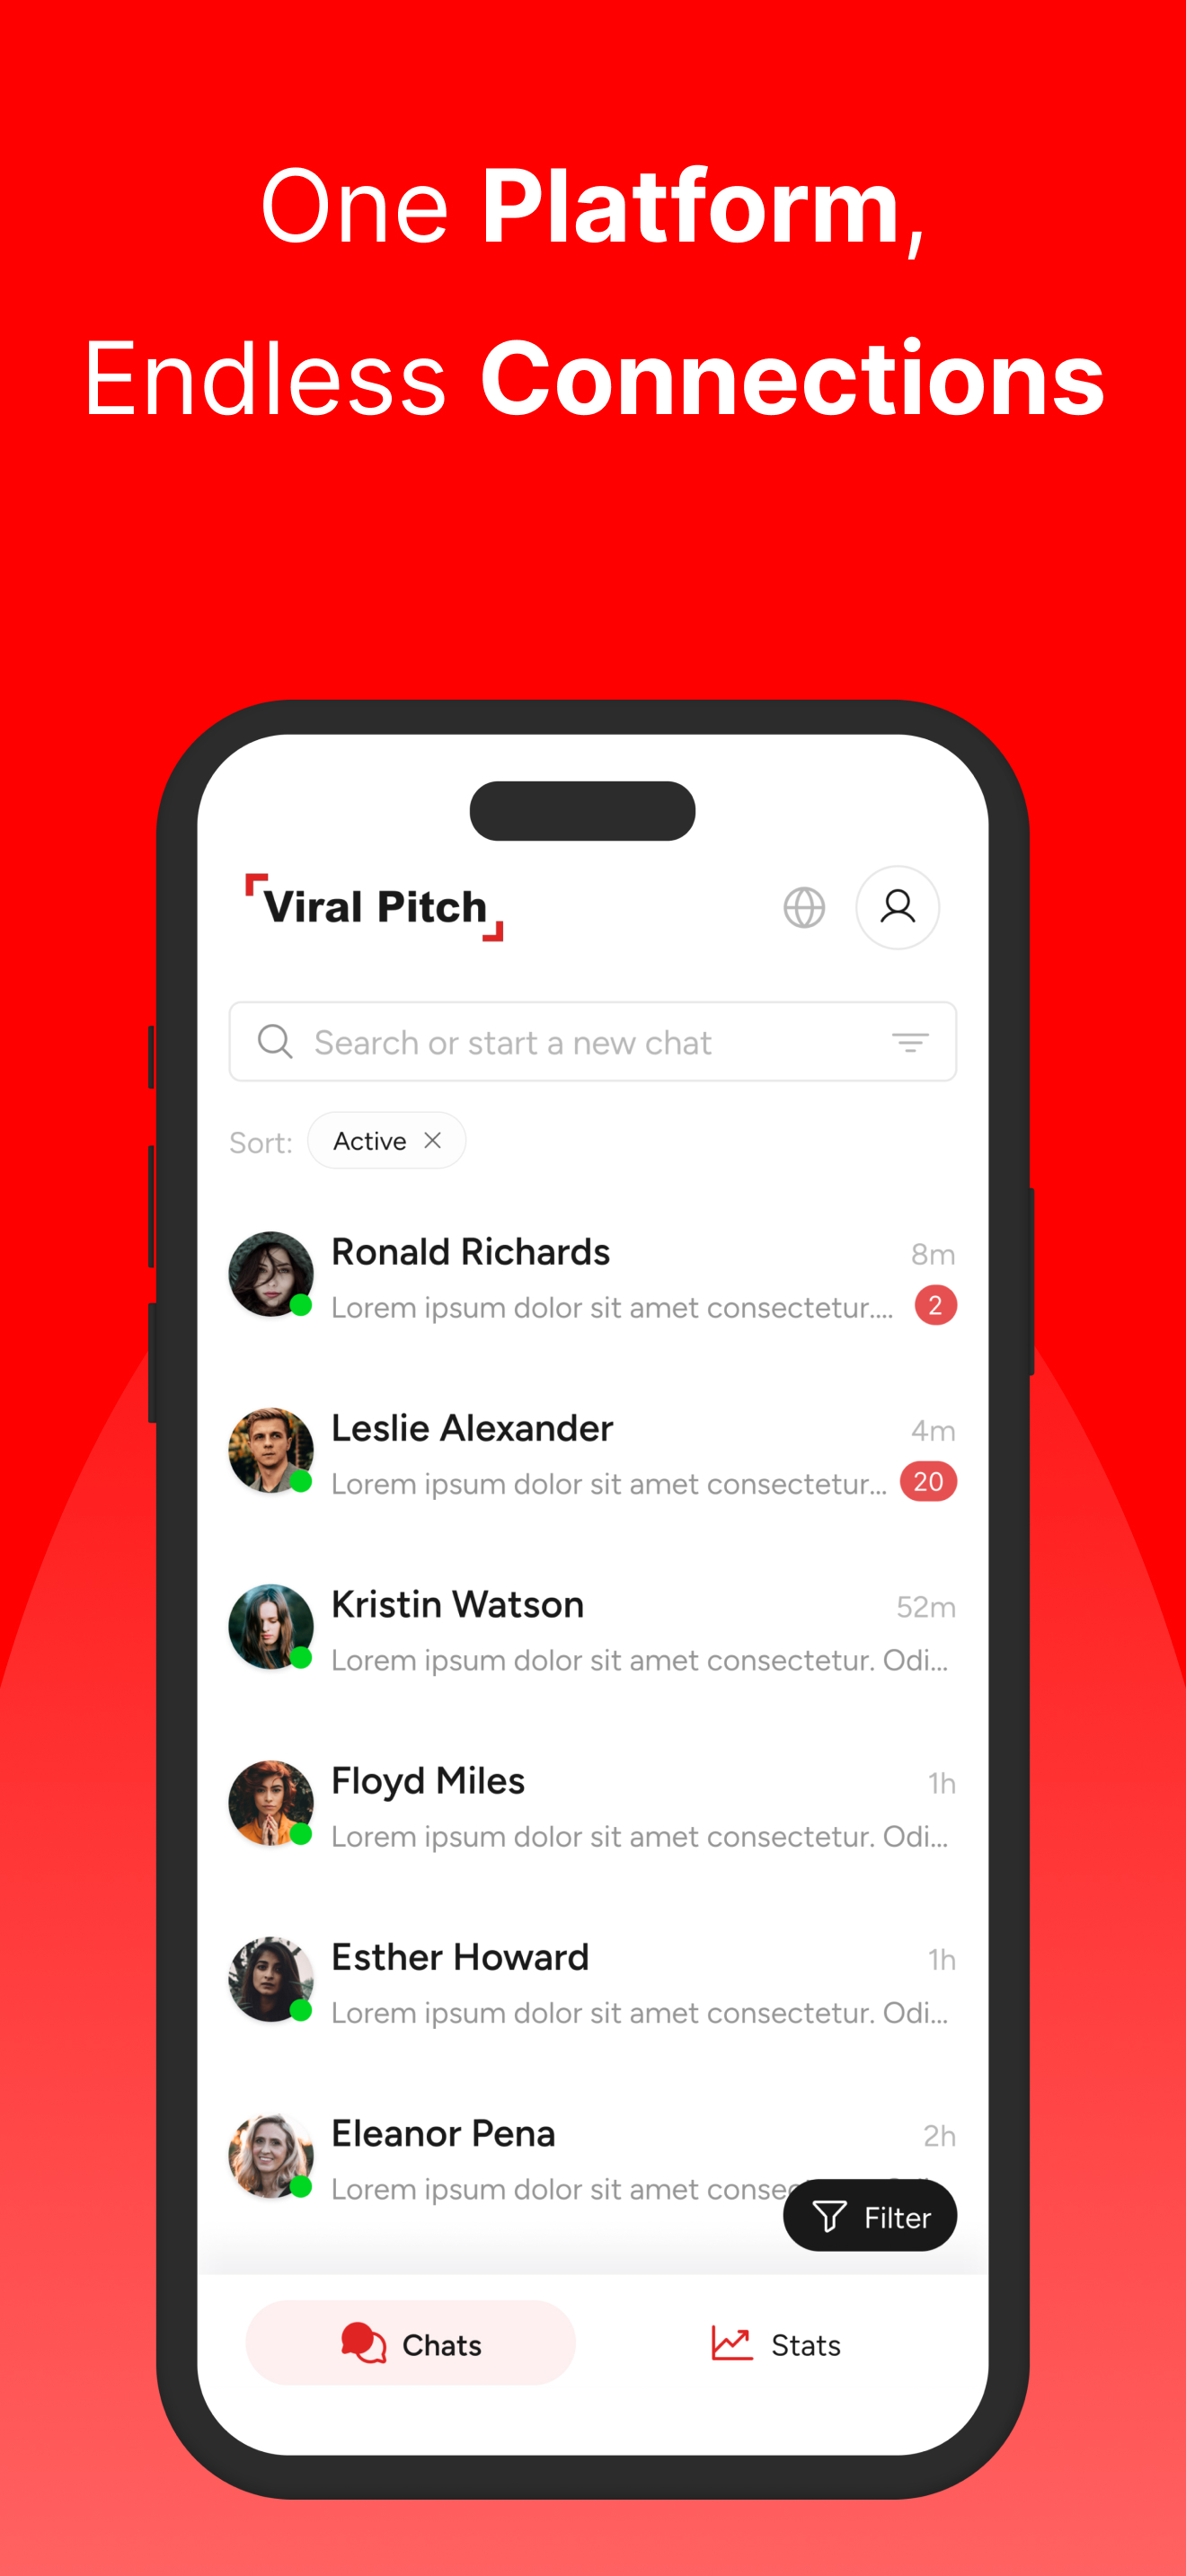 One Platform,
Endless Connections
Viral Pitch
Search or start a new chat
Sort: Active
Ronald Richards 8m
Lorem ipsum dolor sit amet consectetur.... 2
Leslie Alexander 4m
Lorem ipsum dolor sit amet consectetur... 20
Kristin Watson 52m
Lorem ipsum dolor sit amet consectetur. Odi...
Floyd Miles 1h
Lorem ipsum dolor sit amet consectetur. Odi...
Esther Howard 1h
Lorem ipsum dolor sit amet consectetur. Odi...
Eleanor Pena 2h
Lorem ipsum dolor sit amet
Filter
Chats Stats